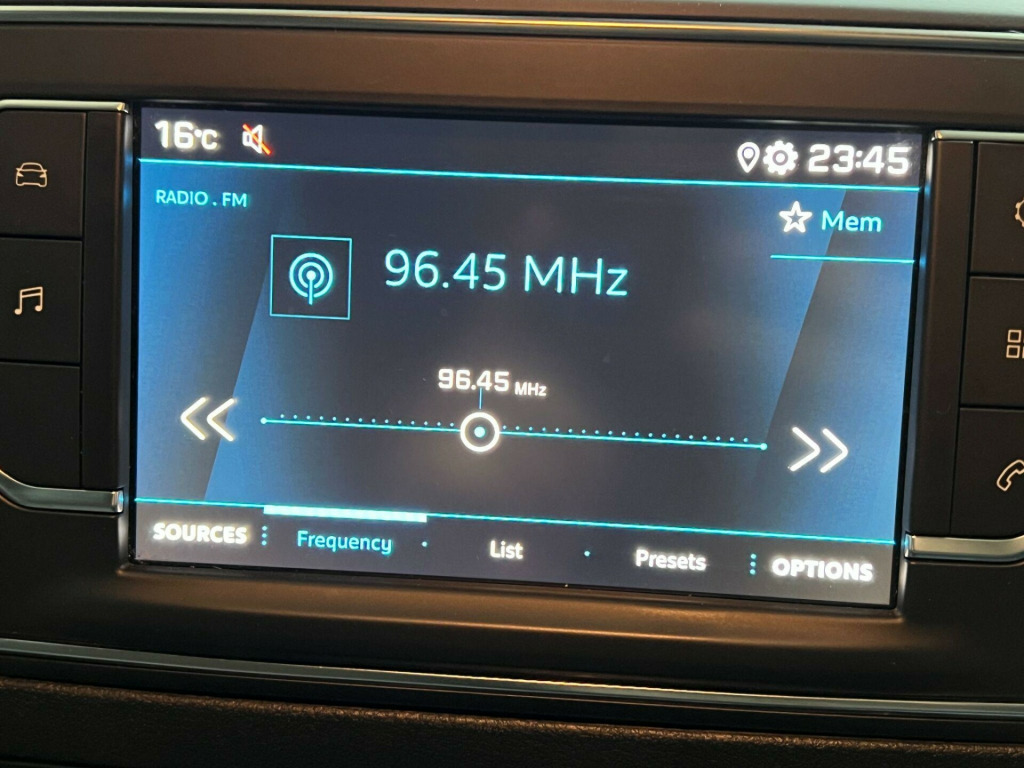 16°C 23:45
RADIO . FM
Mem
96.45 MHz
96.45 MHz
SOURCES Frequency List Presets OPTIONS